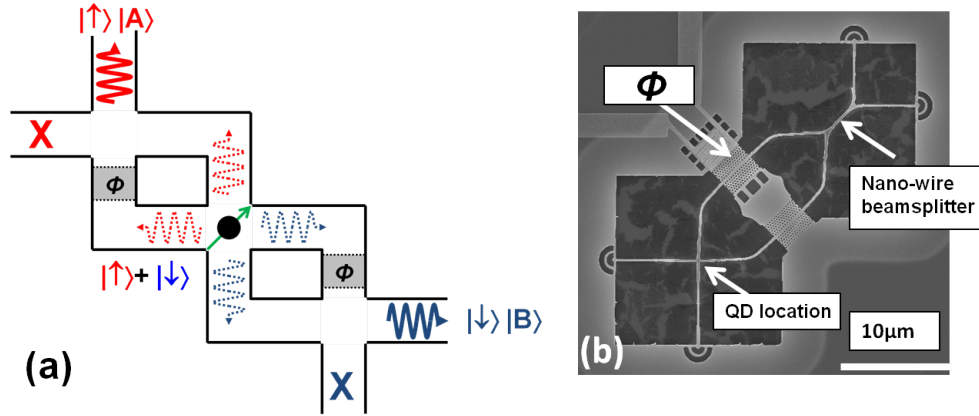 |↑⟩|A⟩
X
Φ
|↑⟩+ |↓⟩
Φ
|↓⟩|B⟩
X
(a)
Φ
Nano-wire
beamsplitter
QD location
10μm
(b)